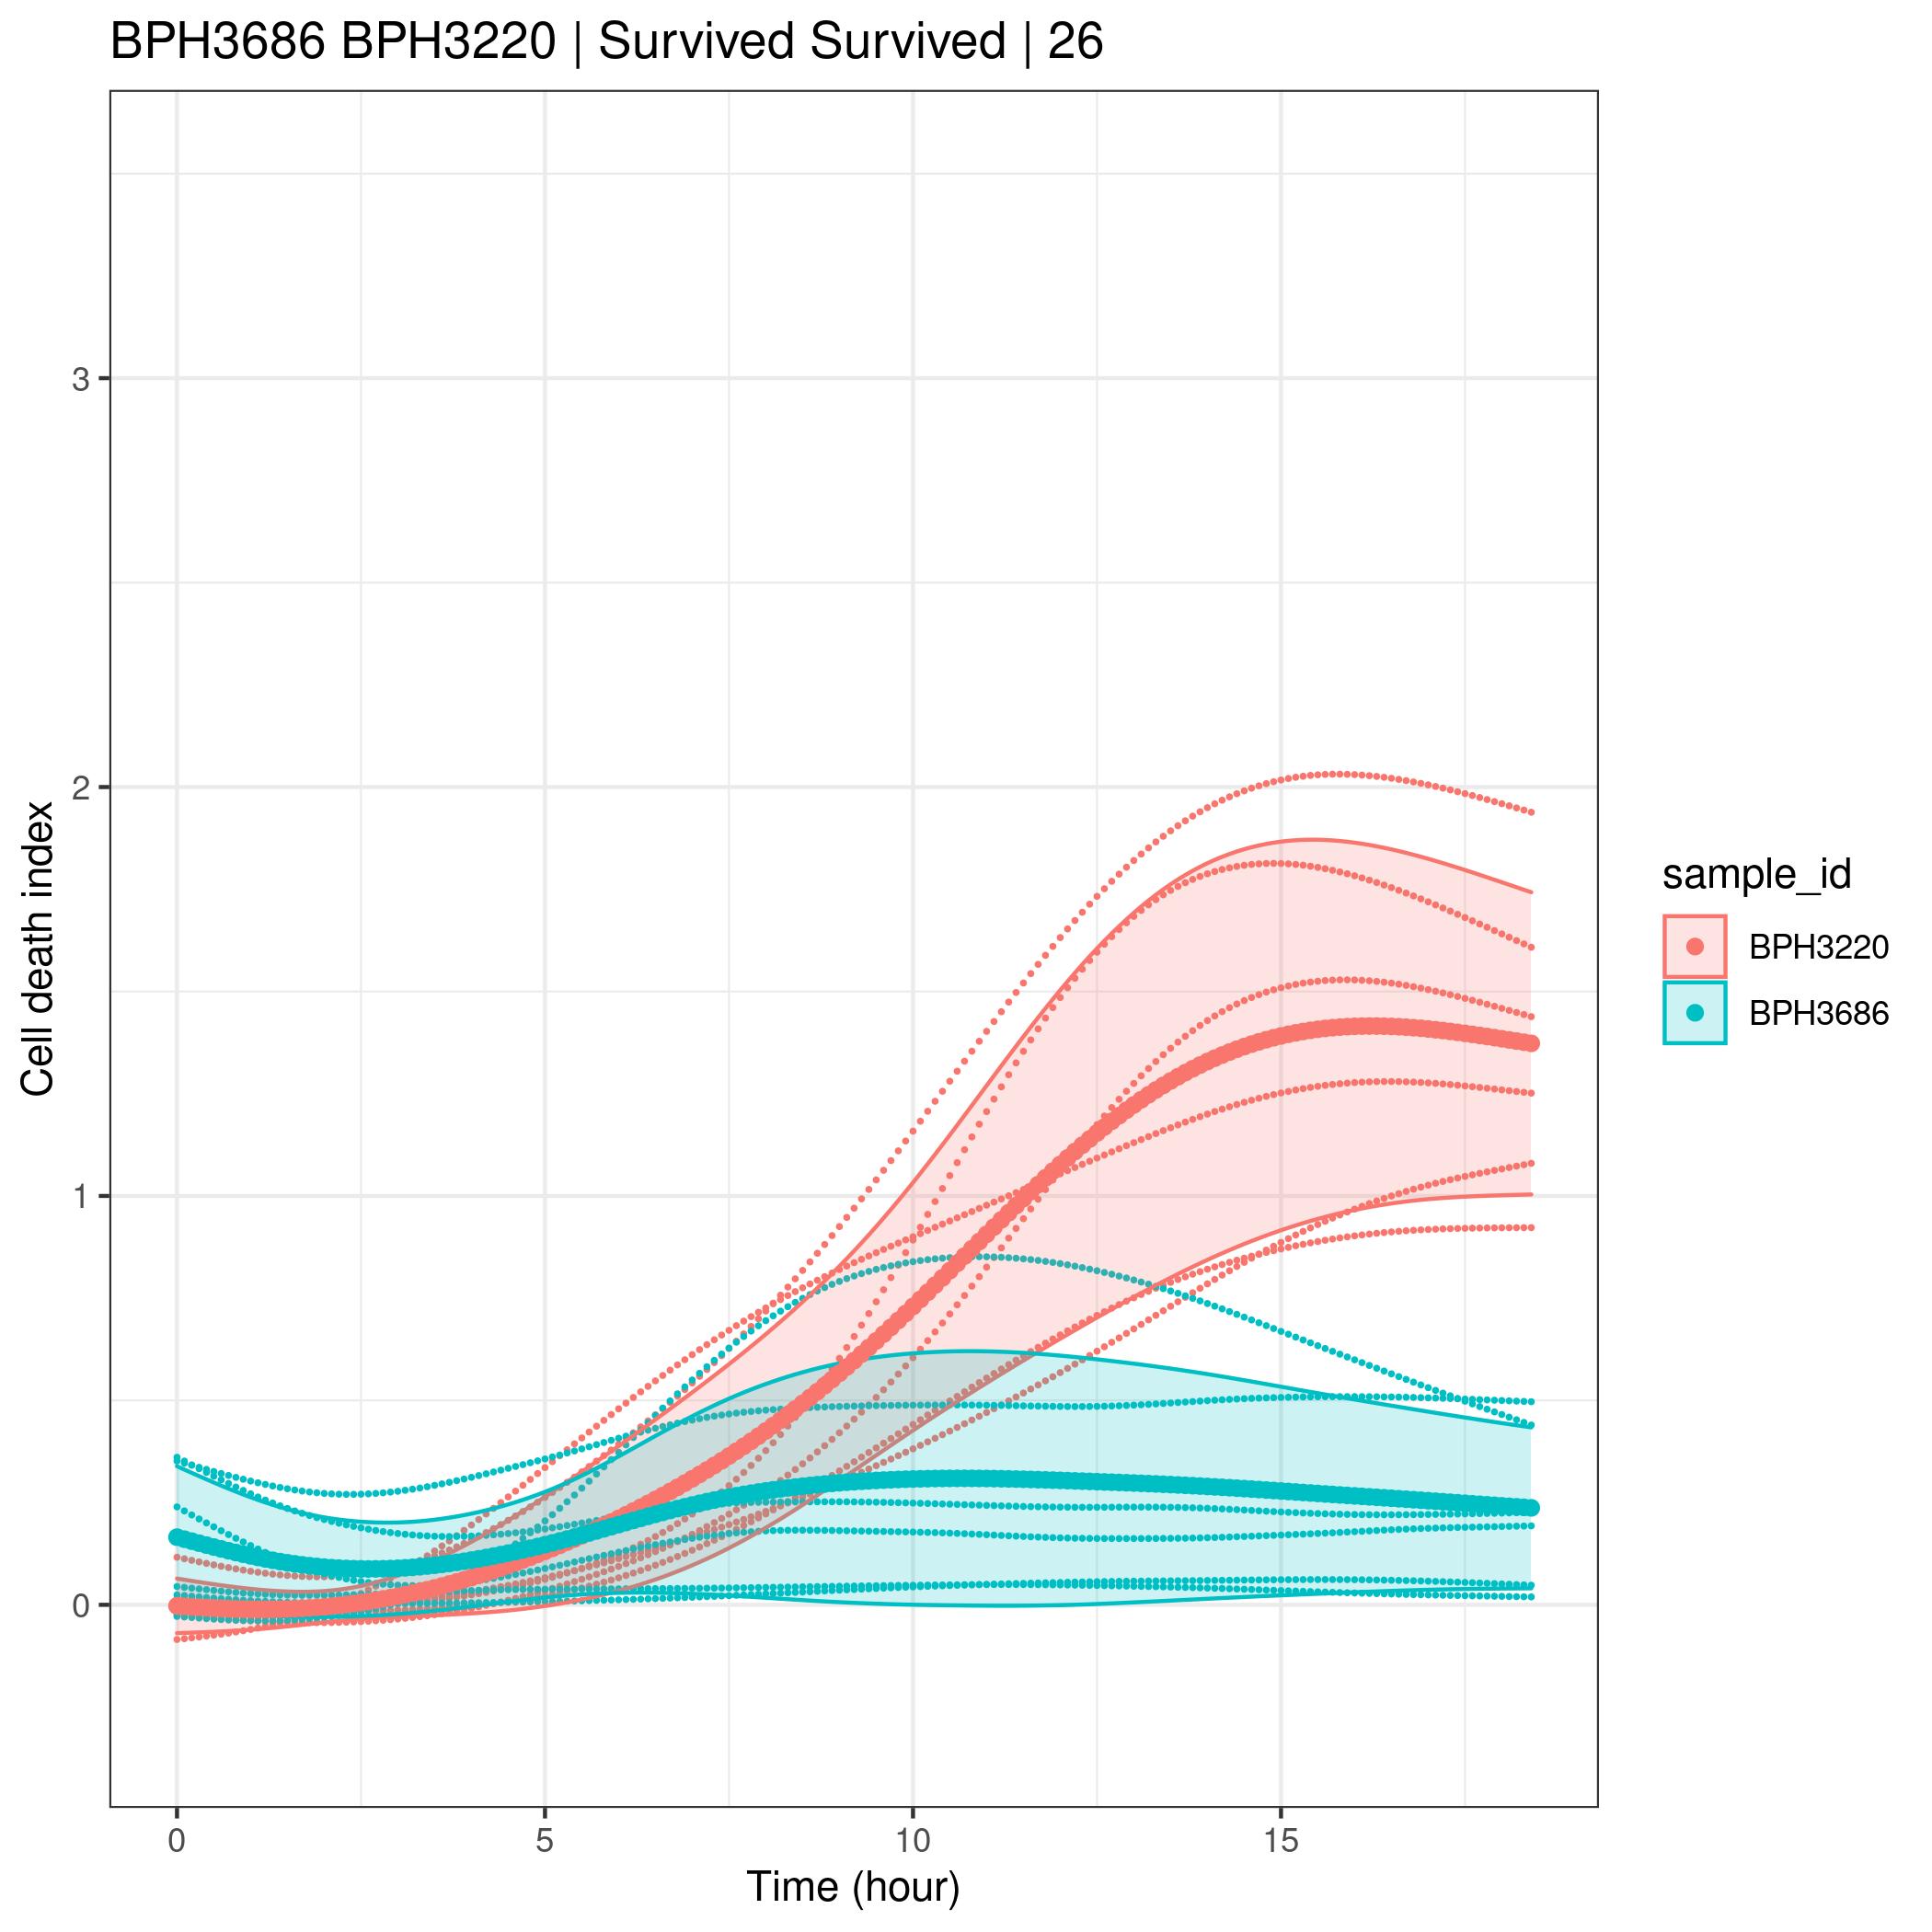 BPH3686 BPH3220 | Survived Survived | 26
3
2
1
0
Cell death index
0 5 10 15
Time (hour)
sample_id
BPH3220
BPH3686